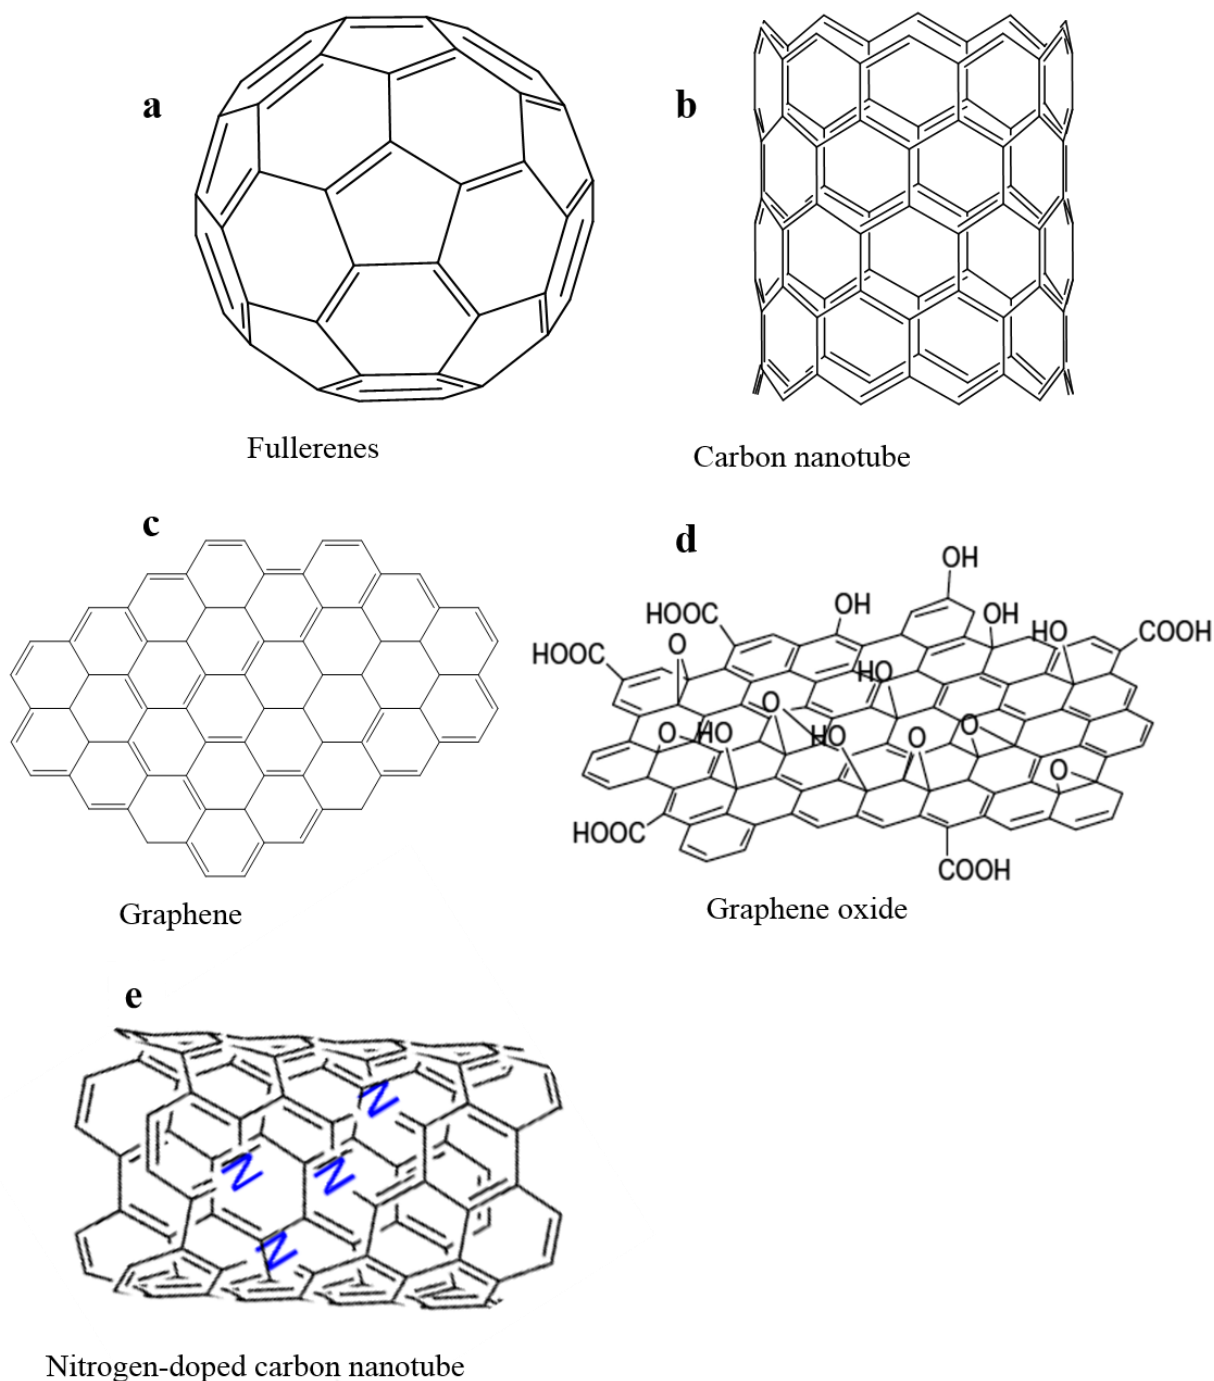 a
b
Fullerenes
Carbon nanotube
c
d
OH
HOOC
OH
OH
HO
COOH
HOOC
O
HO
O
O
HO
HO
O
O
O
HOOC
COOH
Graphene
Graphene oxide
e
N
N
N
N
Nitrogen-doped carbon nanotube